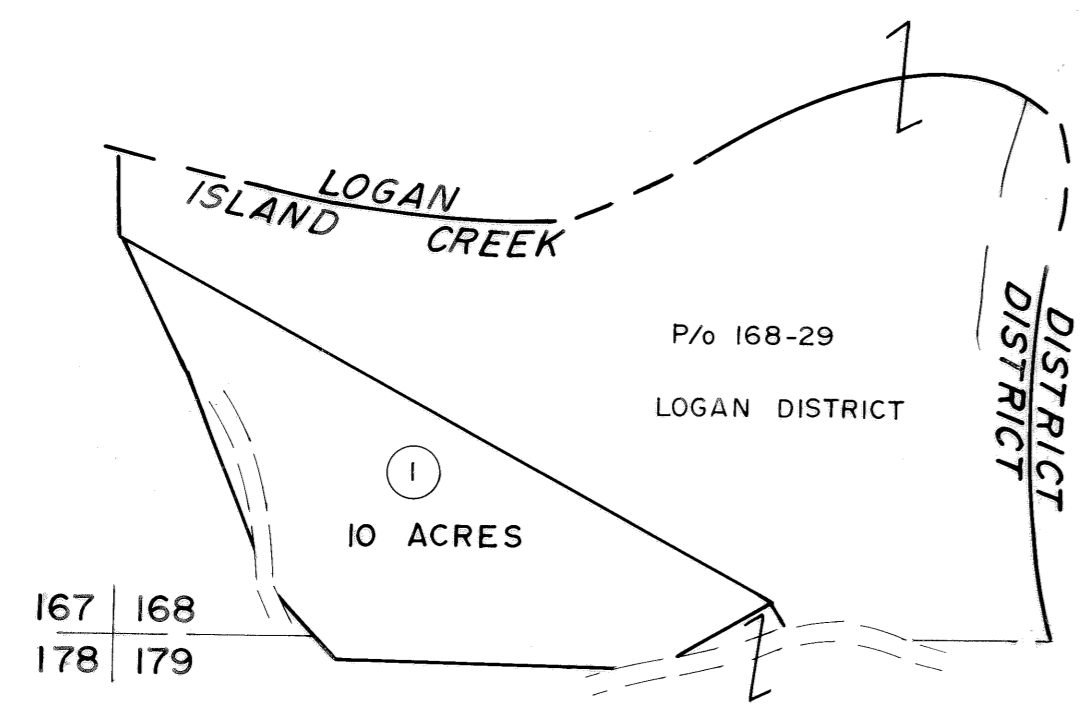 LOGAN
ISLAND CREEK
P/o 168-29
LOGAN DISTRICT
DISTRICT
DISTRICT
1
10 ACRES
167 168
178 179